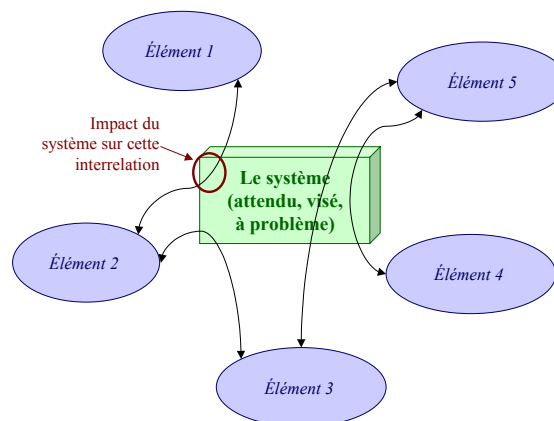 Élément 1
Élément 5
Impact du
système sur cette
interrelation
Le système
(attendu, visé,
à problème)
Élément 2
Élément 4
Élément 3